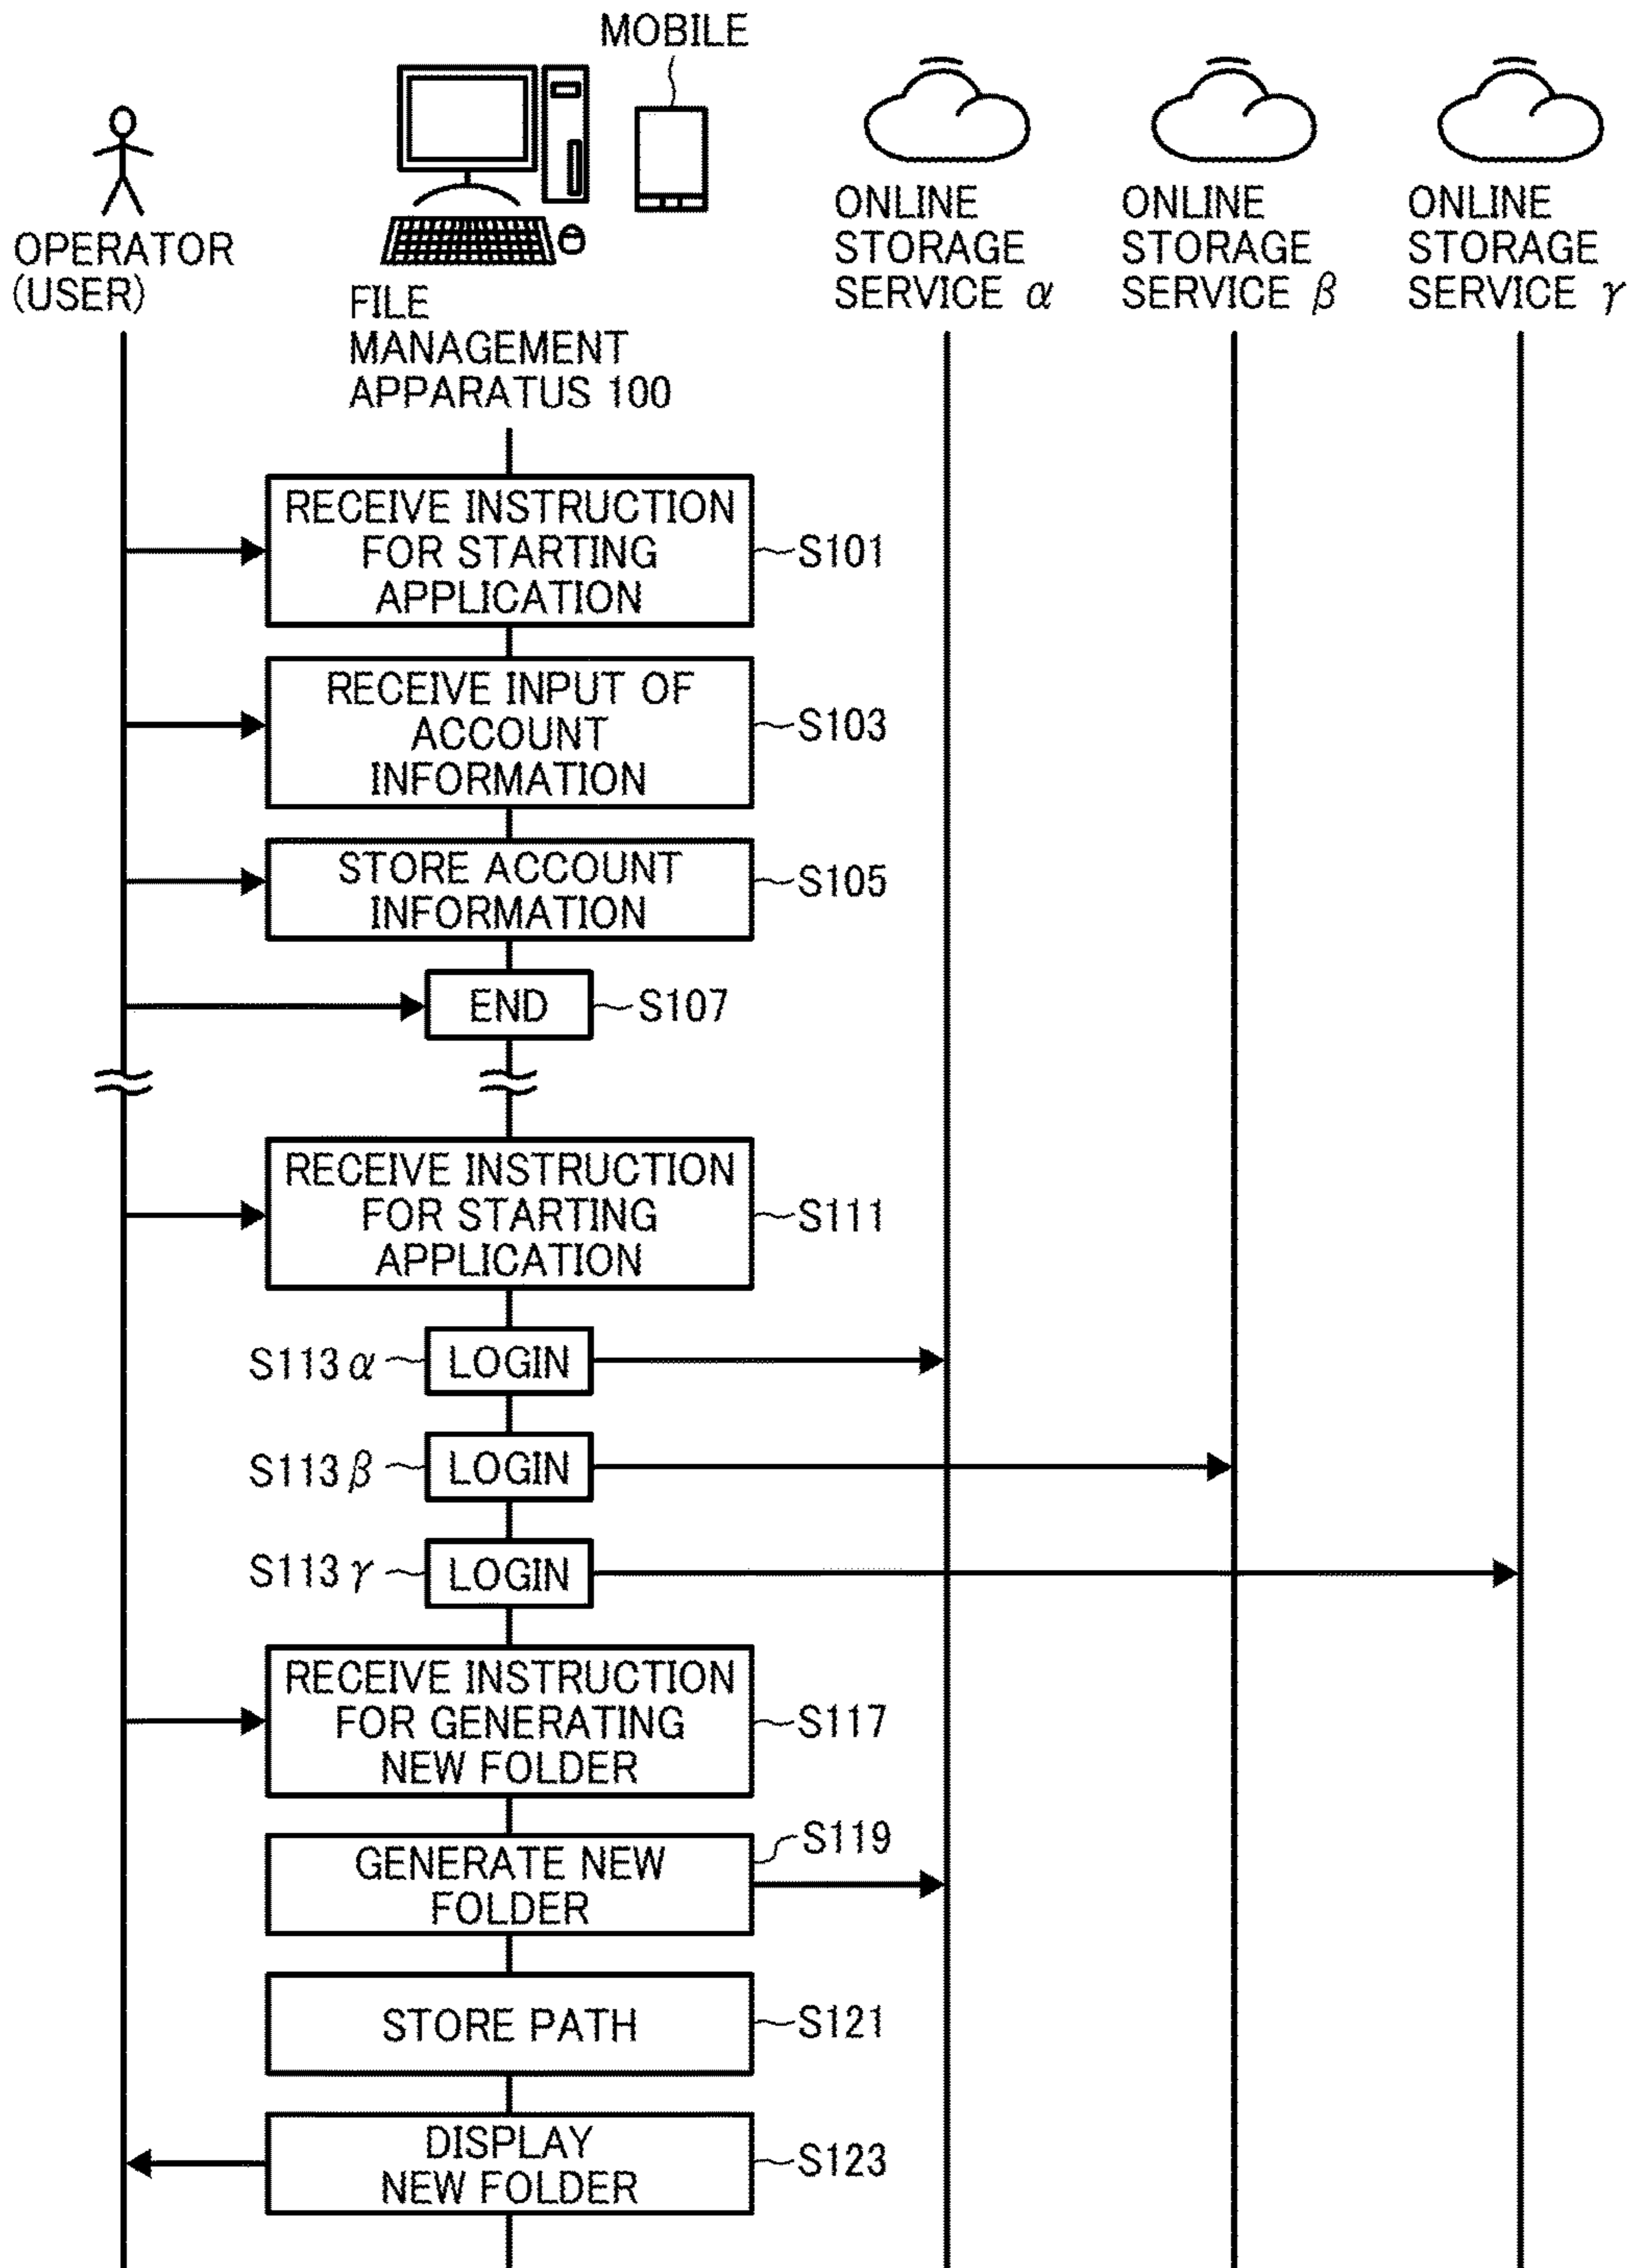 MOBILE
OPERATOR
(USER)
FILE
MANAGEMENT
APPARATUS 100
ONLINE
STORAGE
SERVICE α
ONLINE
STORAGE
SERVICE β
ONLINE
STORAGE
SERVICE γ
RECEIVE INSTRUCTION
FOR STARTING
APPLICATION
S101
RECEIVE INPUT OF
ACCOUNT
INFORMATION
S103
STORE ACCOUNT
INFORMATION
S105
END
S107
RECEIVE INSTRUCTION
FOR STARTING
APPLICATION
S111
S113 α
LOGIN
S113 β
LOGIN
S113 γ
LOGIN
RECEIVE INSTRUCTION
FOR GENERATING
NEW FOLDER
S117
GENERATE NEW
FOLDER
S119
STORE PATH
S121
DISPLAY
NEW FOLDER
S123